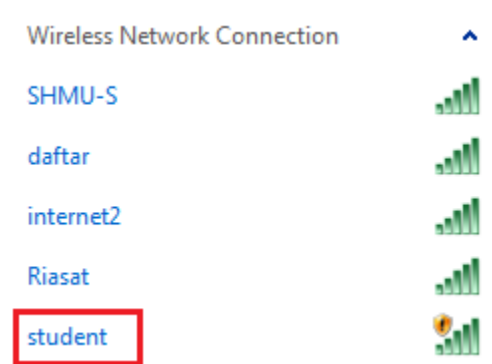 Wireless Network Connection
SHMU-S
daftar
internet2
Riasat
student